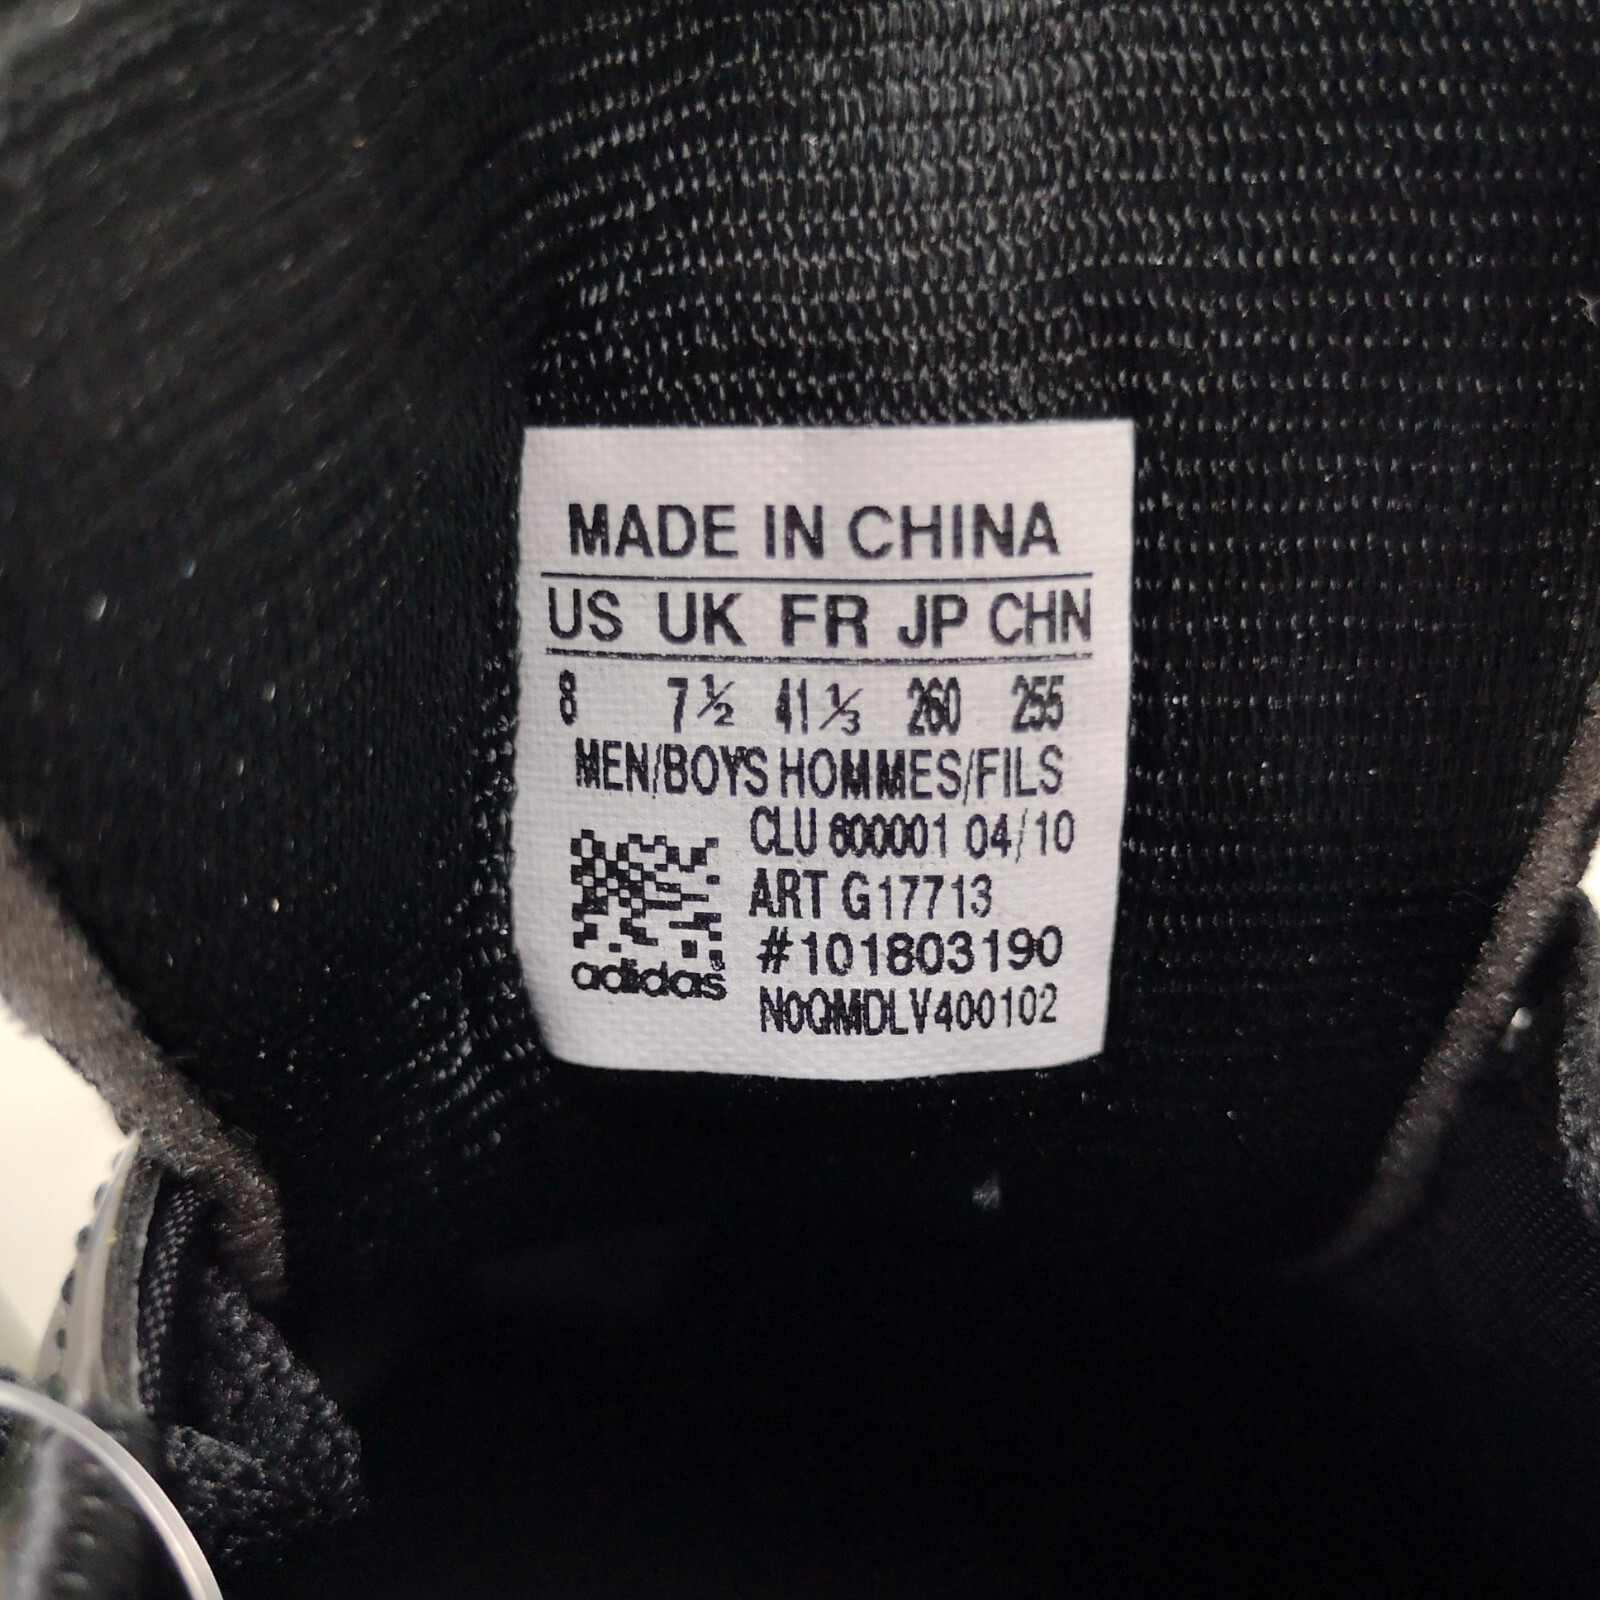 MADE IN CHINA
US UK FR JP CHN
8 7½ 41⅓ 260 255
MEN/BOYS HOMMES/FILS
CLU 600001 04/10
ART G17713
#101803190
adidas
N0QMDLV400102